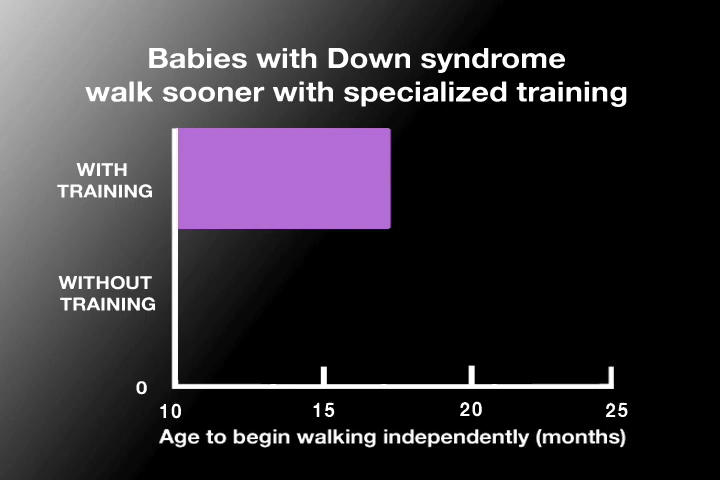 Babies with Down syndrome
walk sooner with specialized training
WITH
TRAINING
WITHOUT
TRAINING
0
10 15 20 25
Age to begin walking independently (months)